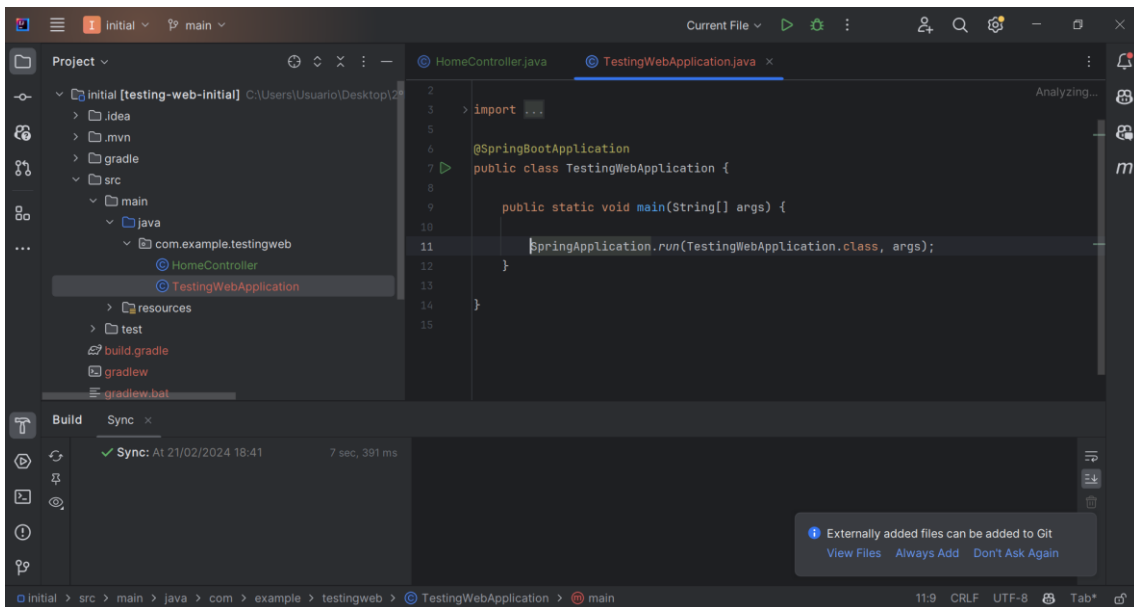 initial
main
Current File
Project
HomeController.java
TestingWebApplication.java
Analyzing...
initial [testing-web-initial] C:\Users\Usuario\Desktop\2º
.idea
.mvn
gradle
src
main
java
com.example.testingweb
HomeController
TestingWebApplication
resources
test
build.gradle
gradlew
gradlew.bat
2
3 import ...
5
6 @SpringBootApplication
7 public class TestingWebApplication {
8
9 public static void main(String[] args) {
10
11 SpringApplication.run(TestingWebApplication.class, args);
12 }
13
14 }
15
Build Sync
Sync: At 21/02/2024 18:41 7 sec, 391 ms
Externally added files can be added to Git
View Files Always Add Don't Ask Again
initial > src > main > java > com > example > testingweb > TestingWebApplication > main 11:9 CRLF UTF-8 Tab*